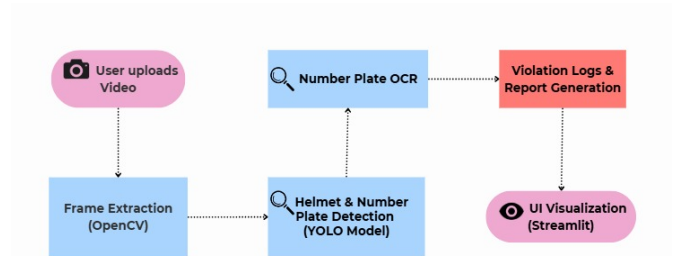 User uploads
Video
Frame Extraction
(OpenCV)
Helmet & Number
Plate Detection
(YOLO Model)
Number Plate OCR
Violation Logs &
Report Generation
UI Visualization
(Streamlit)